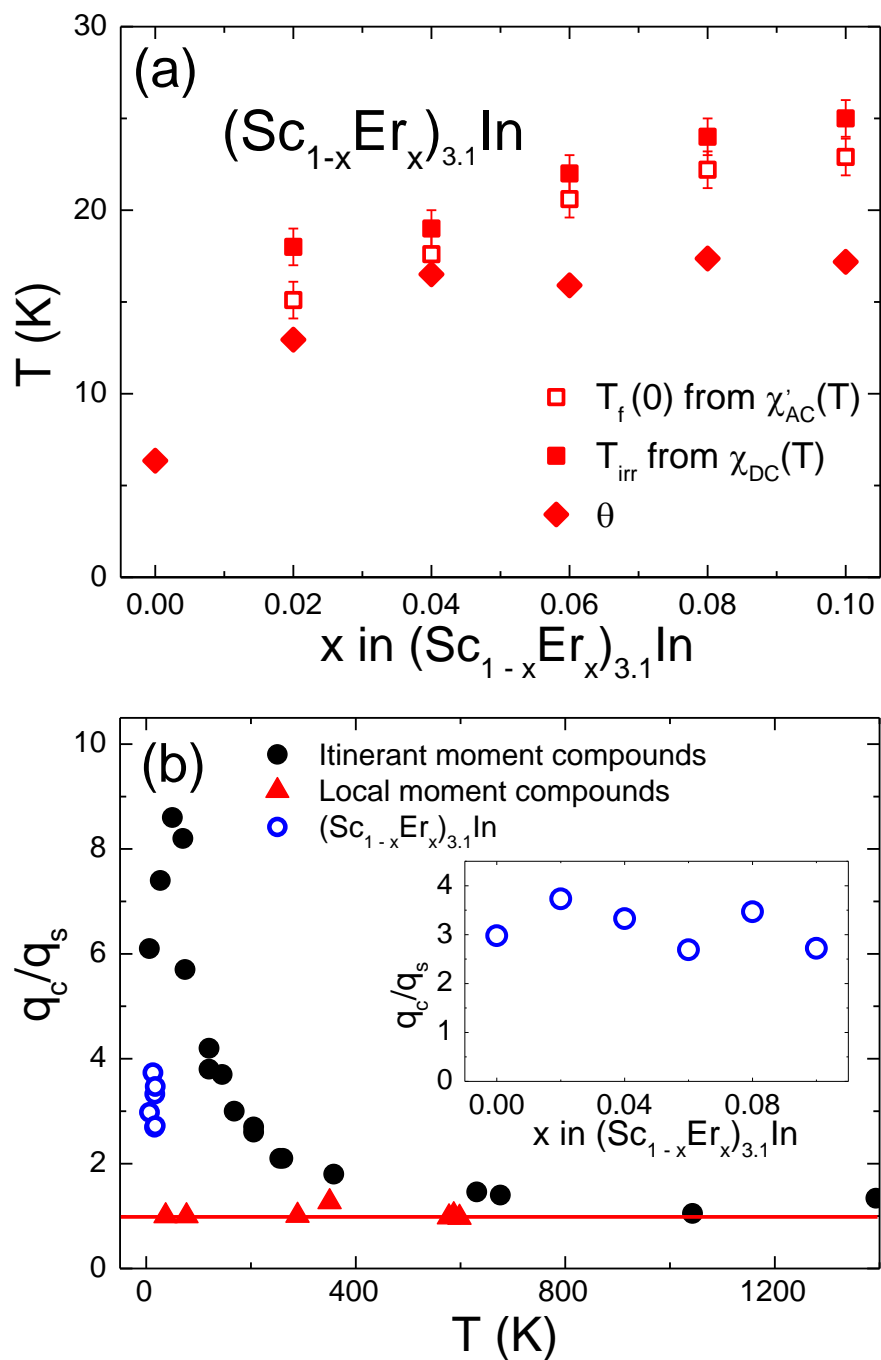 (a)
(Sc1-xErx)3.1In
T (K)
30
20
10
0
Tf(0) from χ'AC(T)
Tirr from χDC(T)
θ
0.00 0.02 0.04 0.06 0.08 0.10
x in (Sc1 - xErx)3.1In
(b)
Itinerant moment compounds
Local moment compounds
(Sc1 - xErx)3.1In
qc/qs
10
8
6
4
2
0
qc/qs
4
3
2
1
0
0.00 0.04 0.08
x in (Sc1 - xErx)3.1In
0 400 800 1200
T (K)